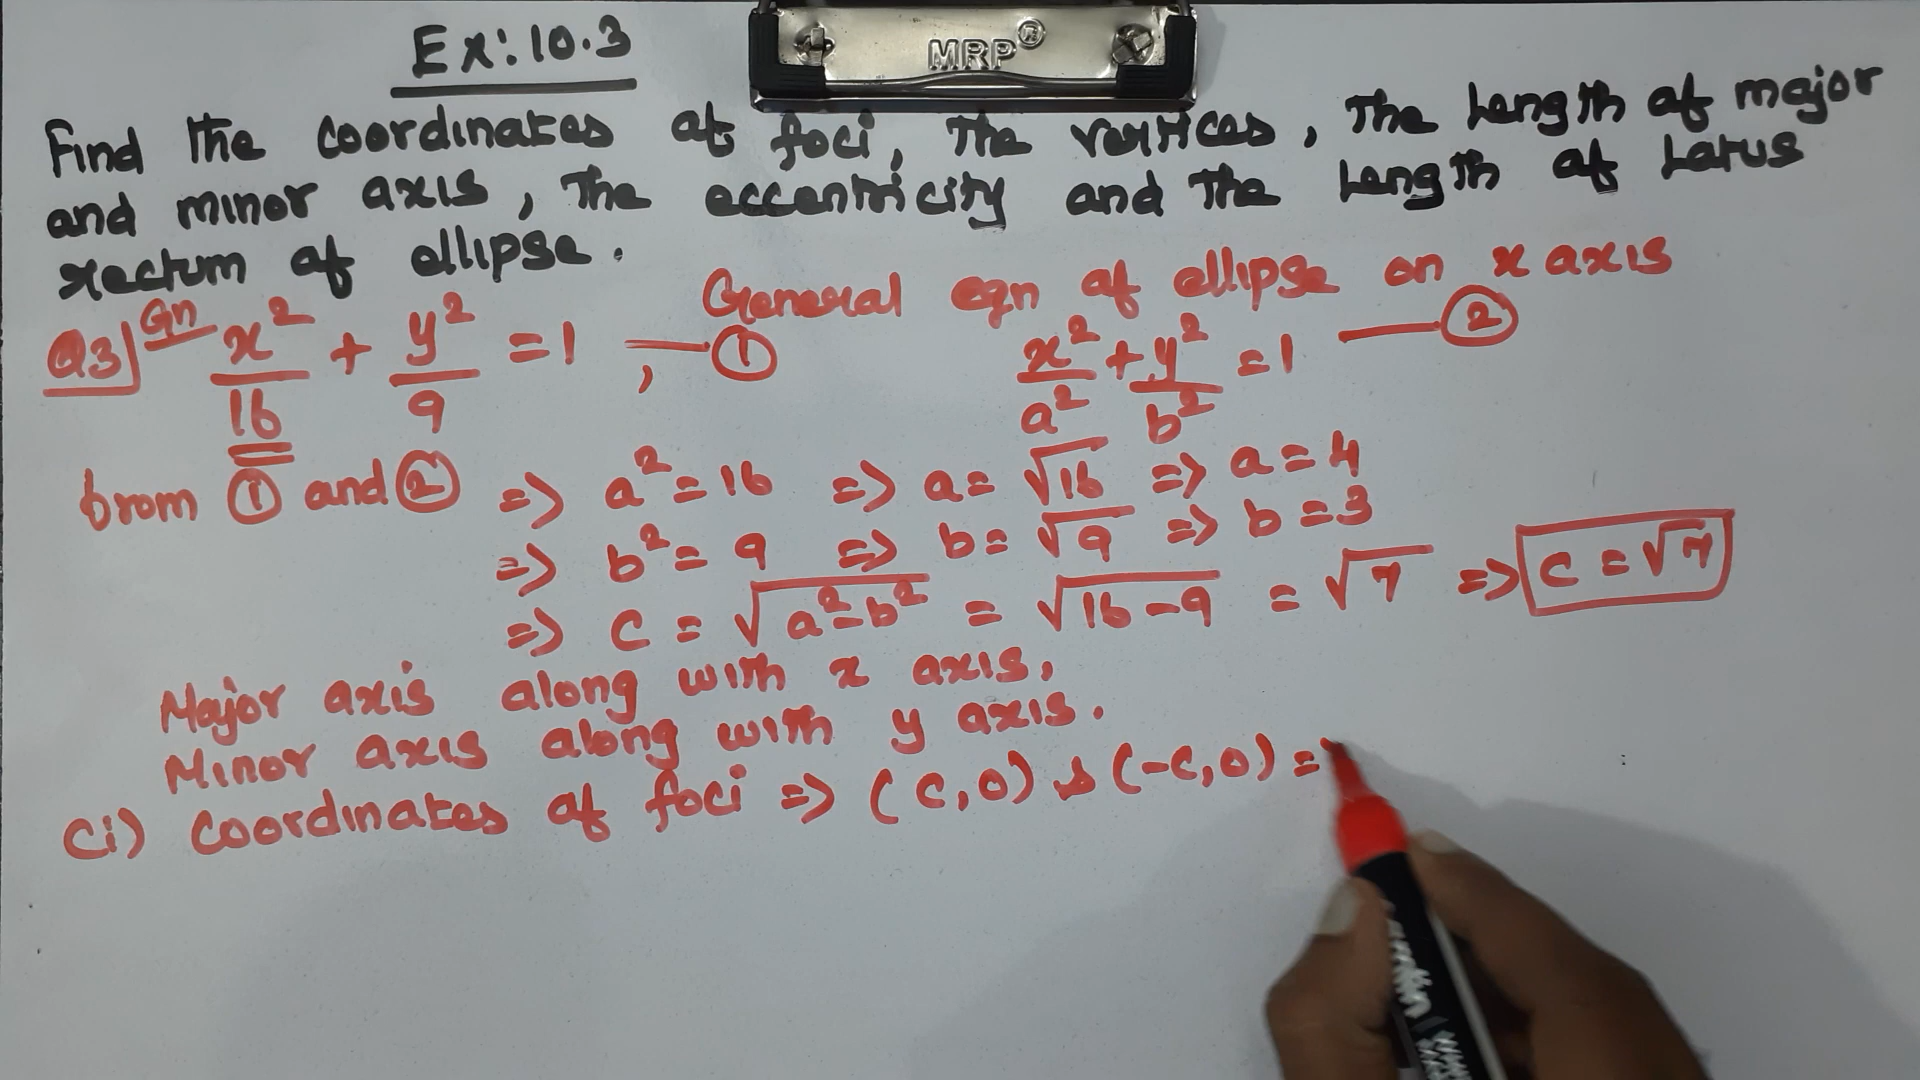 Ex: 10.3
MRP®
Find the coordinates of foci, The vertices, The length of major
and minor axis, The eccentricity and The Length of Latus
rectum of ellipse.
General eqn of ellipse on x axis
Q3) Gn x²/16 + y²/9 = 1, — ①
x²/a² + y²/b² = 1 — ②
from ① and ② => a² = 16 => a = √16 => a = 4
=> b² = 9 => b = √9 => b = 3
=> c = √a²-b² = √16-9 = √7 => c = √7
Major axis along with x axis,
Minor axis along with y axis.
(i) coordinates of foci => (c,0) & (-c,0) =